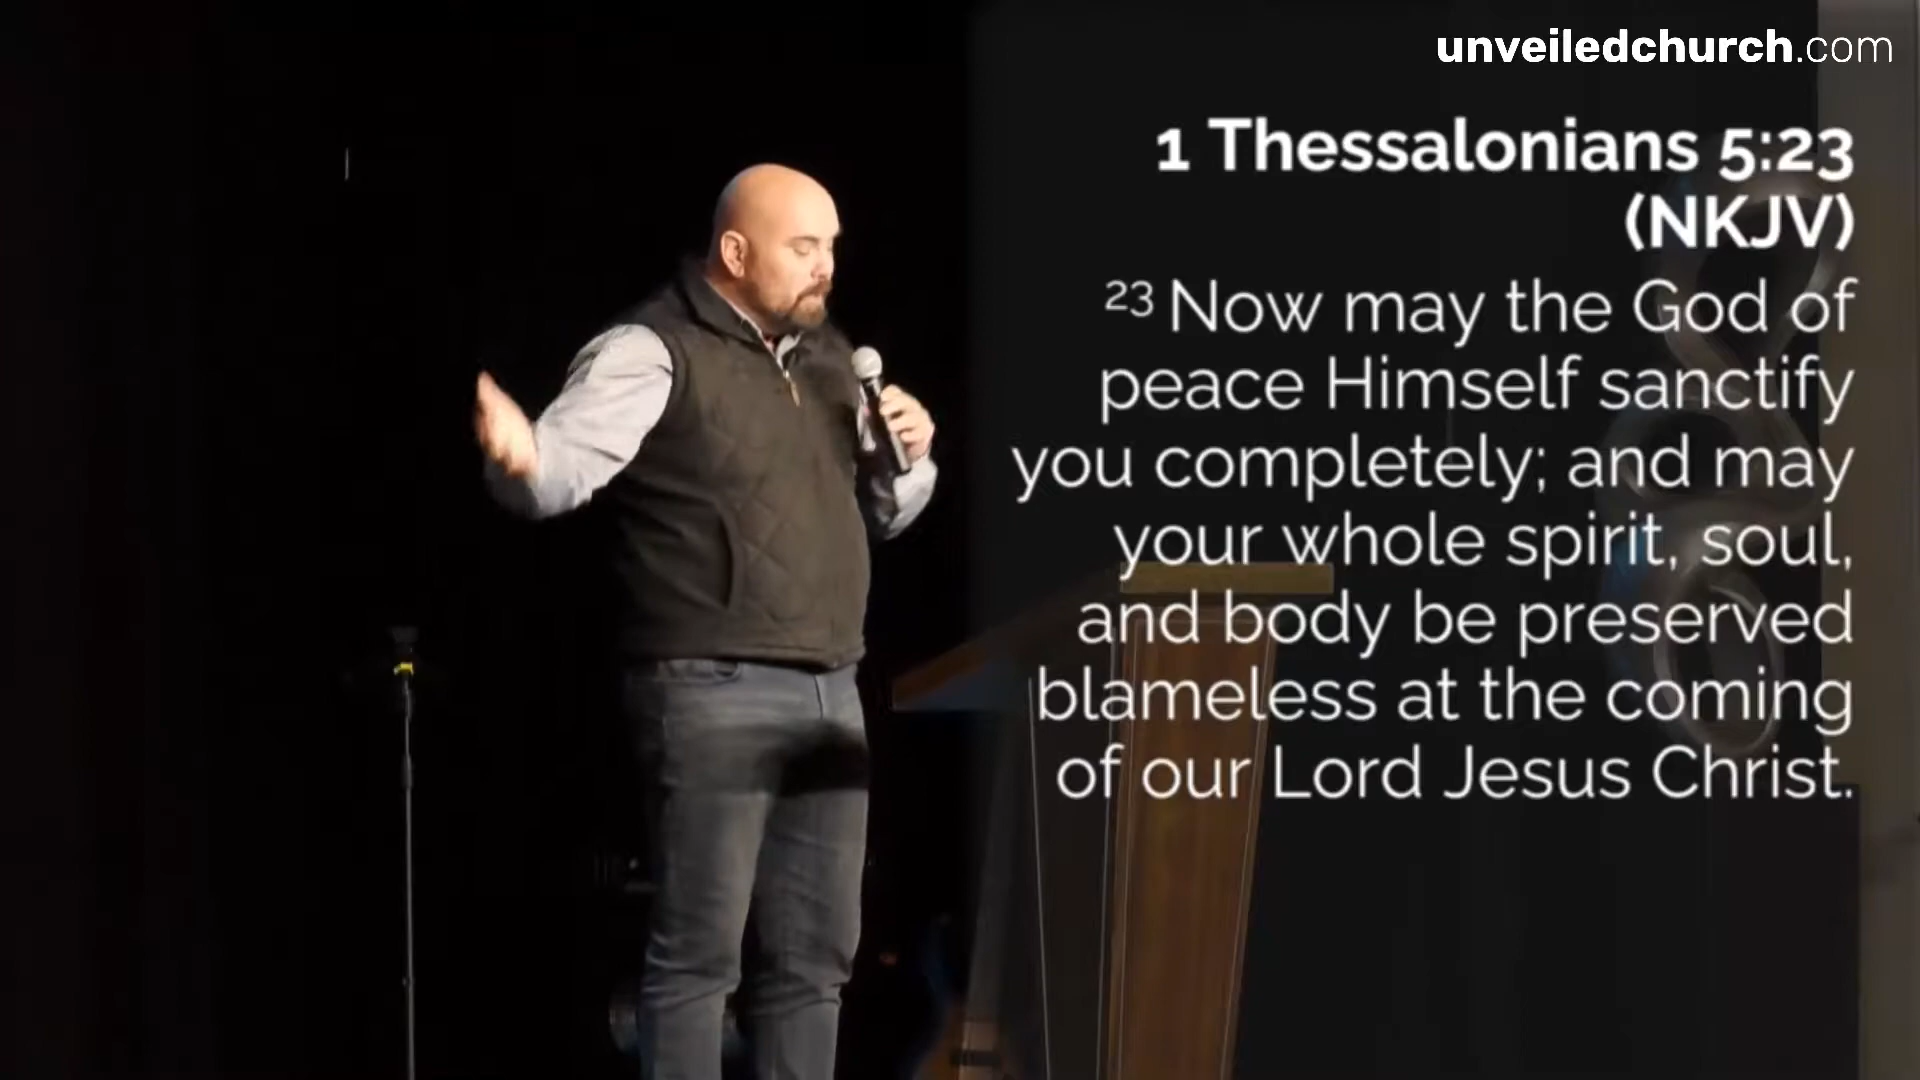 unveiledchurch.com
1 Thessalonians 5:23
(NKJV)
23 Now may the God of
peace Himself sanctify
you completely; and may
your whole spirit, soul,
and body be preserved
blameless at the coming
of our Lord Jesus Christ.